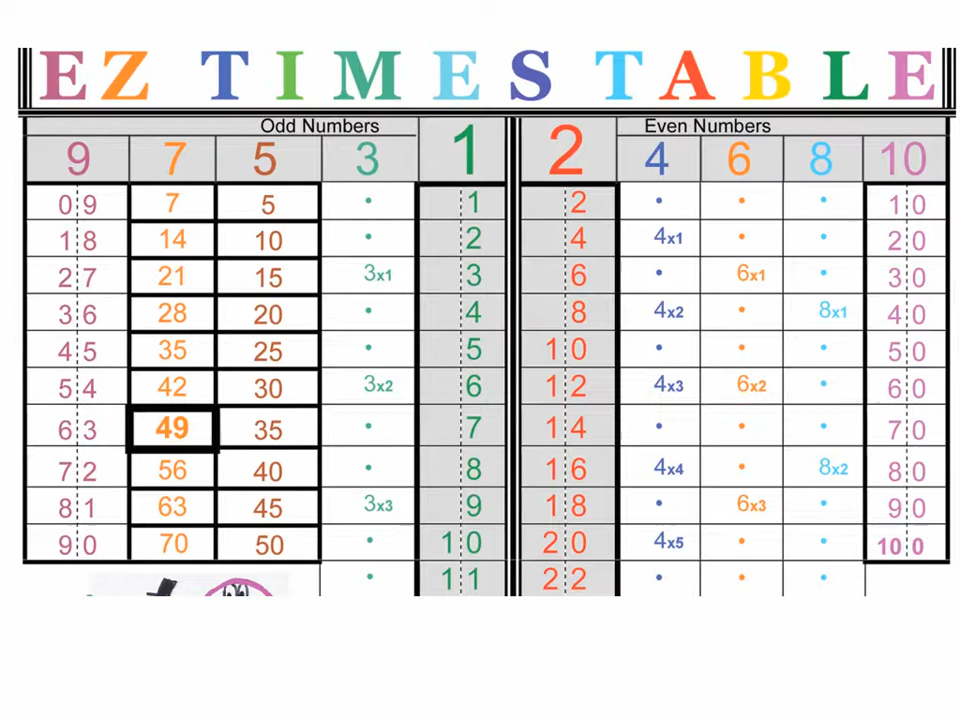 EZ TIMES TABLE
Odd Numbers Even Numbers
9 7 5 3 1 2 4 6 8 10
09 7 5 • 1 2 • • • 10
18 14 10 • 2 4 4x1 • • 20
27 21 15 3x1 3 6 • 6x1 • 30
36 28 20 • 4 8 4x2 • 8x1 40
45 35 25 • 5 10 • • • 50
54 42 30 3x2 6 12 4x3 6x2 • 60
63 49 35 • 7 14 • • • 70
72 56 40 • 8 16 4x4 • 8x2 80
81 63 45 3x3 9 18 • 6x3 • 90
90 70 50 • 10 20 4x5 • • 100
• 11 22 • • •